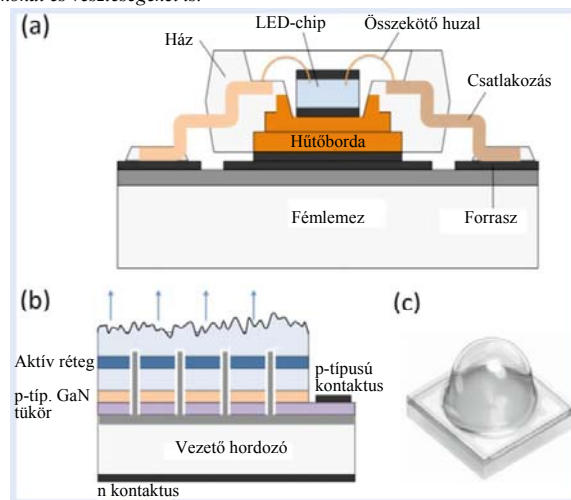 (a)
Ház
LED-chip
Összekötő huzal
Csatlakozás
Hűtőborda
Fémlemez
Forrasz
(b)
(c)
Aktív réteg
p-típ. GaN
tükör
p-típusú
kontaktus
Vezető hordozó
n kontaktus